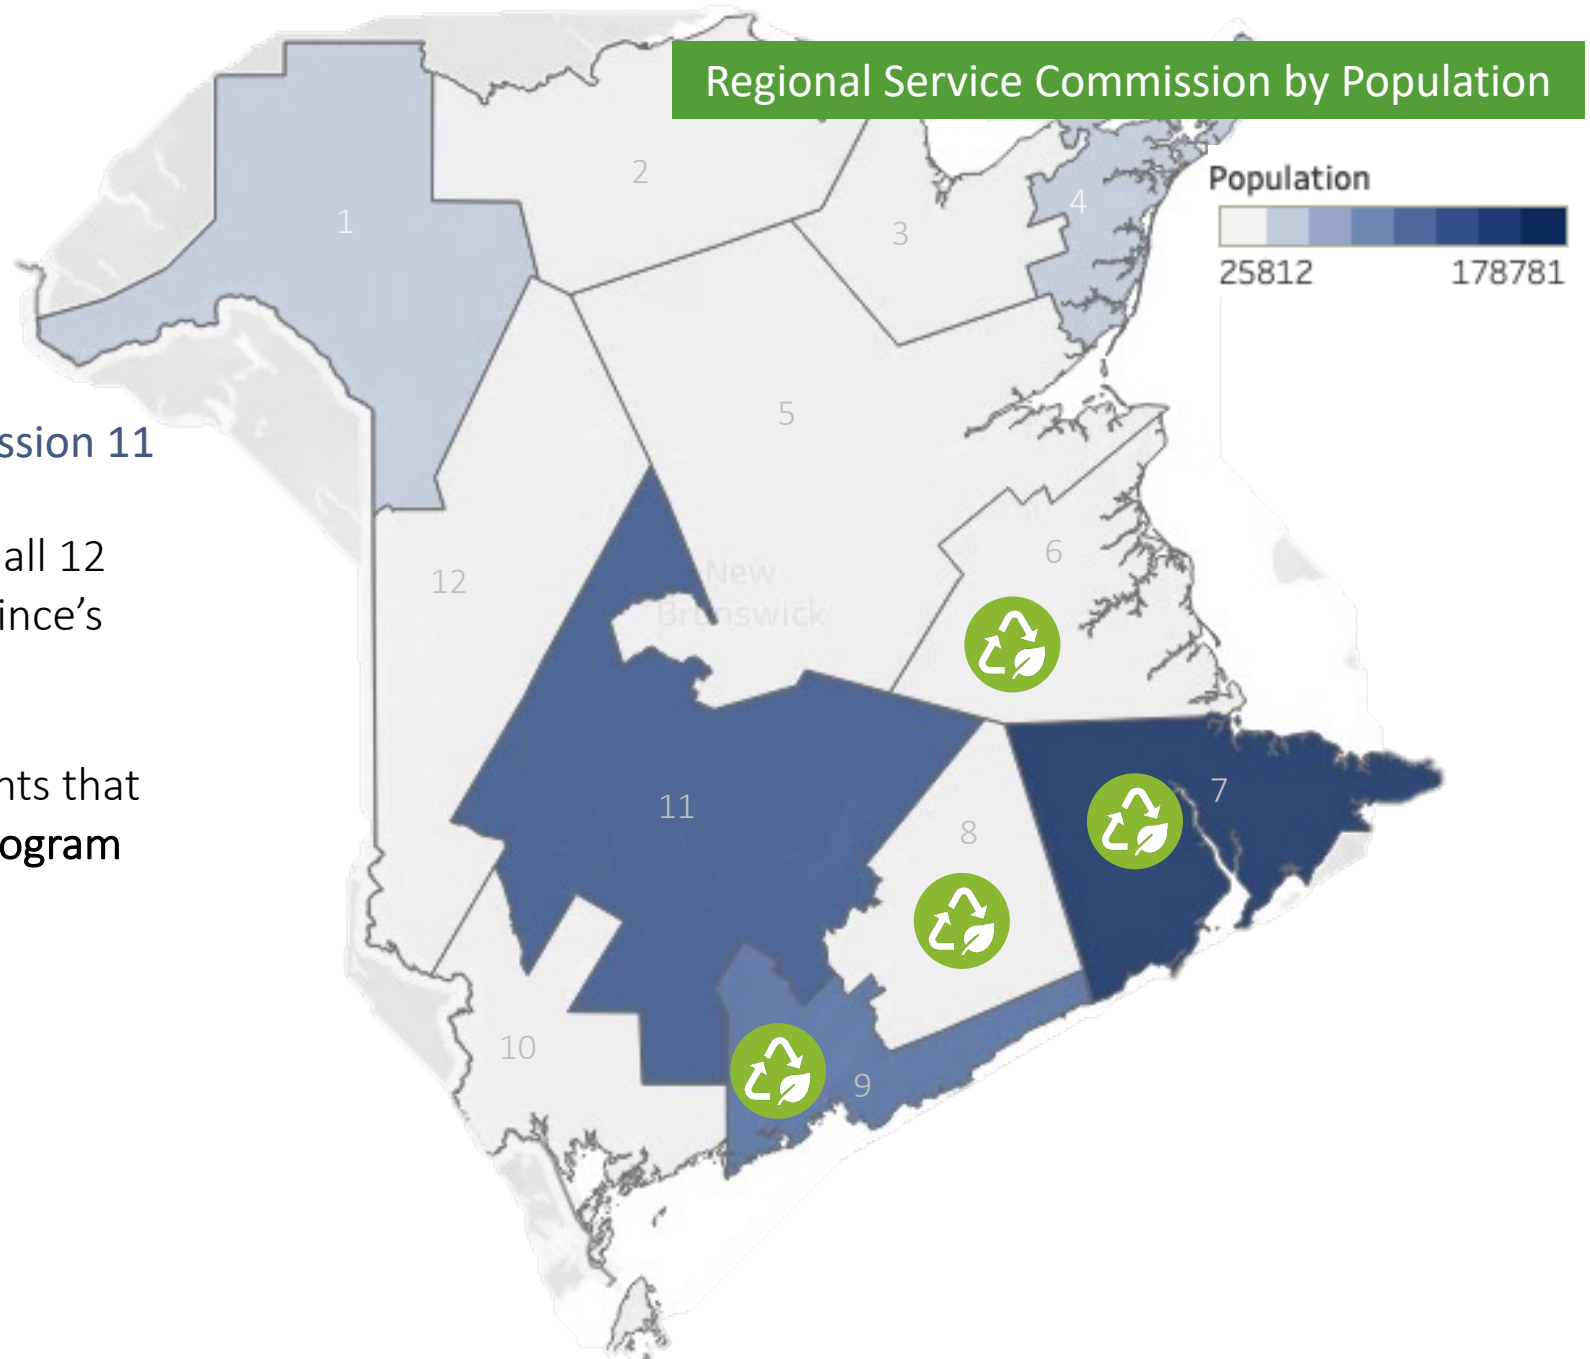 Regional Service Commission by Population
Population
25812 178781
1
2
3
4
5
6
7
8
9
10
11
12
New
Brunswick
ssion 11
all 12
ince’s
nts that
ogram